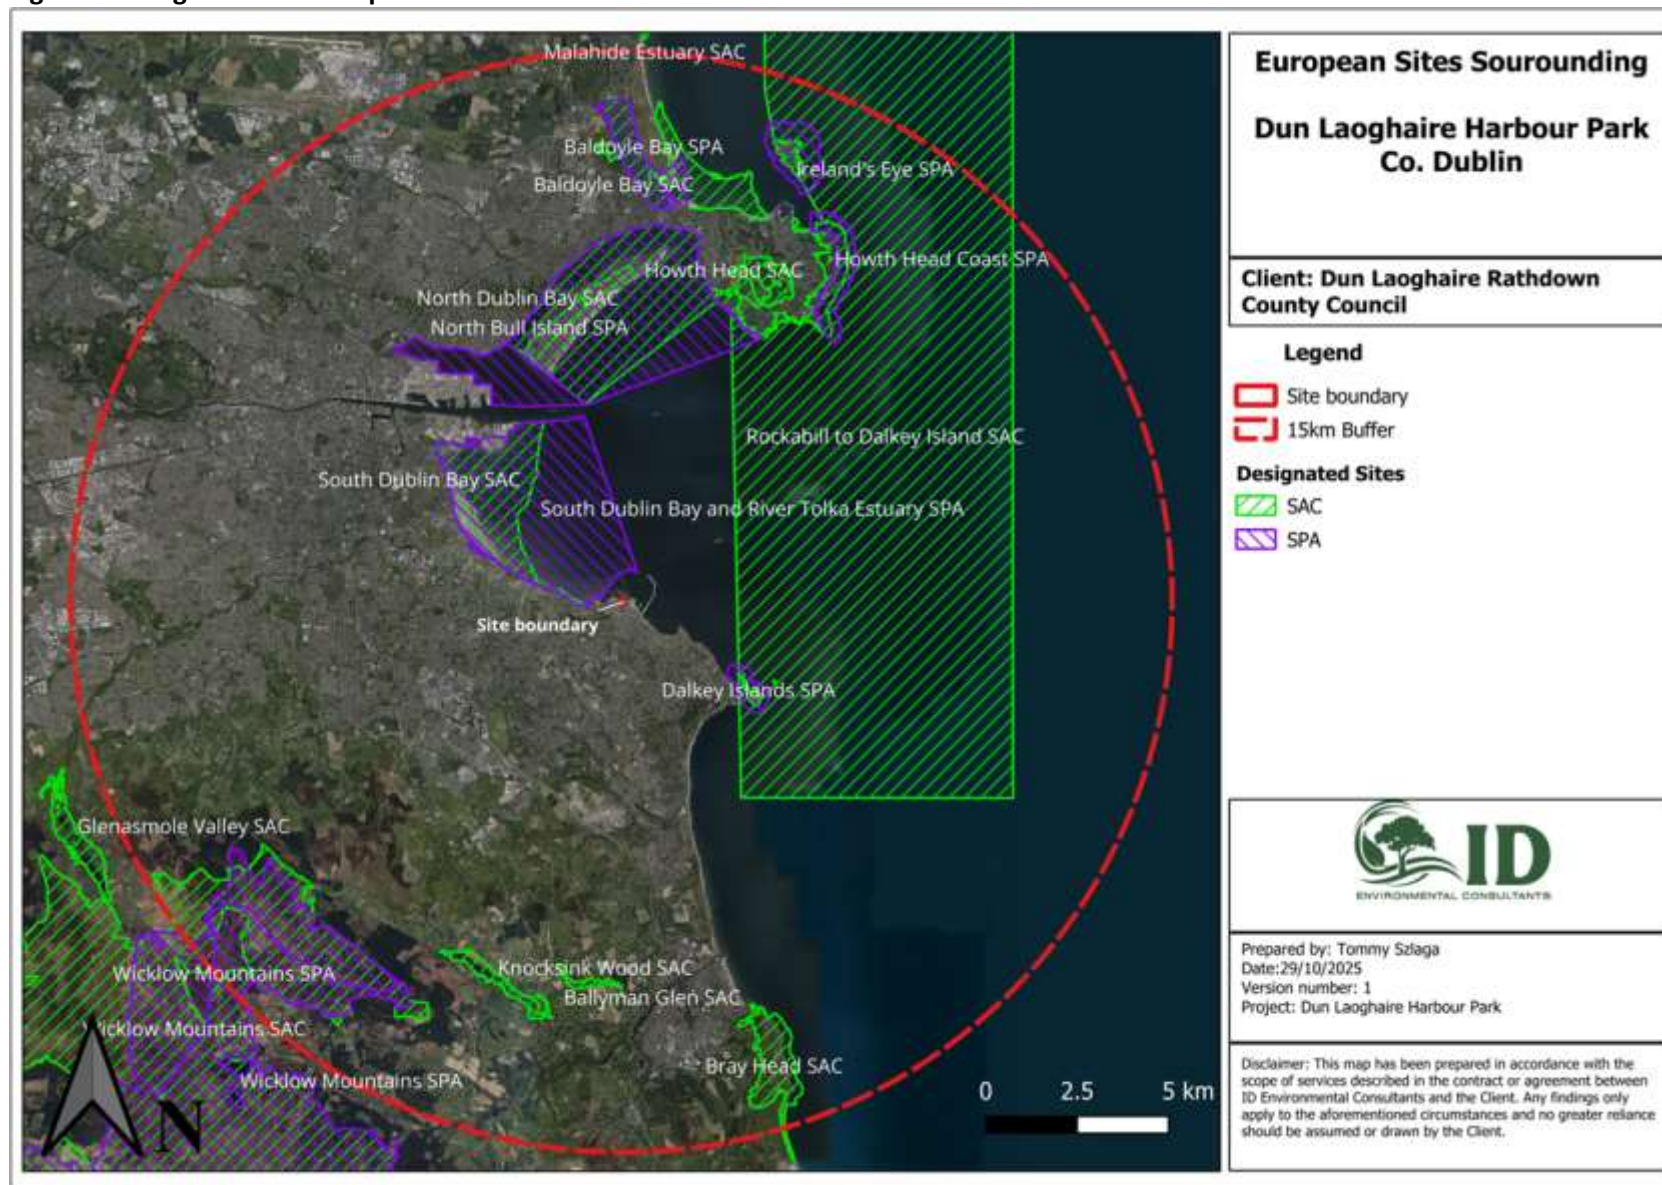 Malahide Estuary SAC
Baldoyle Bay SPA
Ireland's Eye SPA
Baldoyle Bay SAC
Howth Head Coast SPA
Howth Head SAC
North Dublin Bay SAC
North Bull Island SPA
Rockabill to Dalkey Island SAC
South Dublin Bay SAC
South Dublin Bay and River Tolka Estuary SPA
Site boundary
Dalkey Islands SPA
Glenasmole Valley SAC
Knocksink Wood SAC
Wicklow Mountains SPA
Ballyman Glen SAC
Wicklow Mountains SAC
Bray Head SAC
Wicklow Mountains SPA
N
0 2.5 5 km
European Sites Sourounding
Dun Laoghaire Harbour Park
Co. Dublin
Client: Dun Laoghaire Rathdown
County Council
Legend
Site boundary
15km Buffer
Designated Sites
SAC
SPA
ID
ENVIRONMENTAL CONSULTANTS
Prepared by: Tommy Szlaga
Date:29/10/2025
Version number: 1
Project: Dun Laoghaire Harbour Park
Disclaimer: This map has been prepared in accordance with the
scope of services described in the contract or agreement between
ID Environmental Consultants and the Client. Any findings only
apply to the aforementioned circumstances and no greater reliance
should be assumed or drawn by the Client.